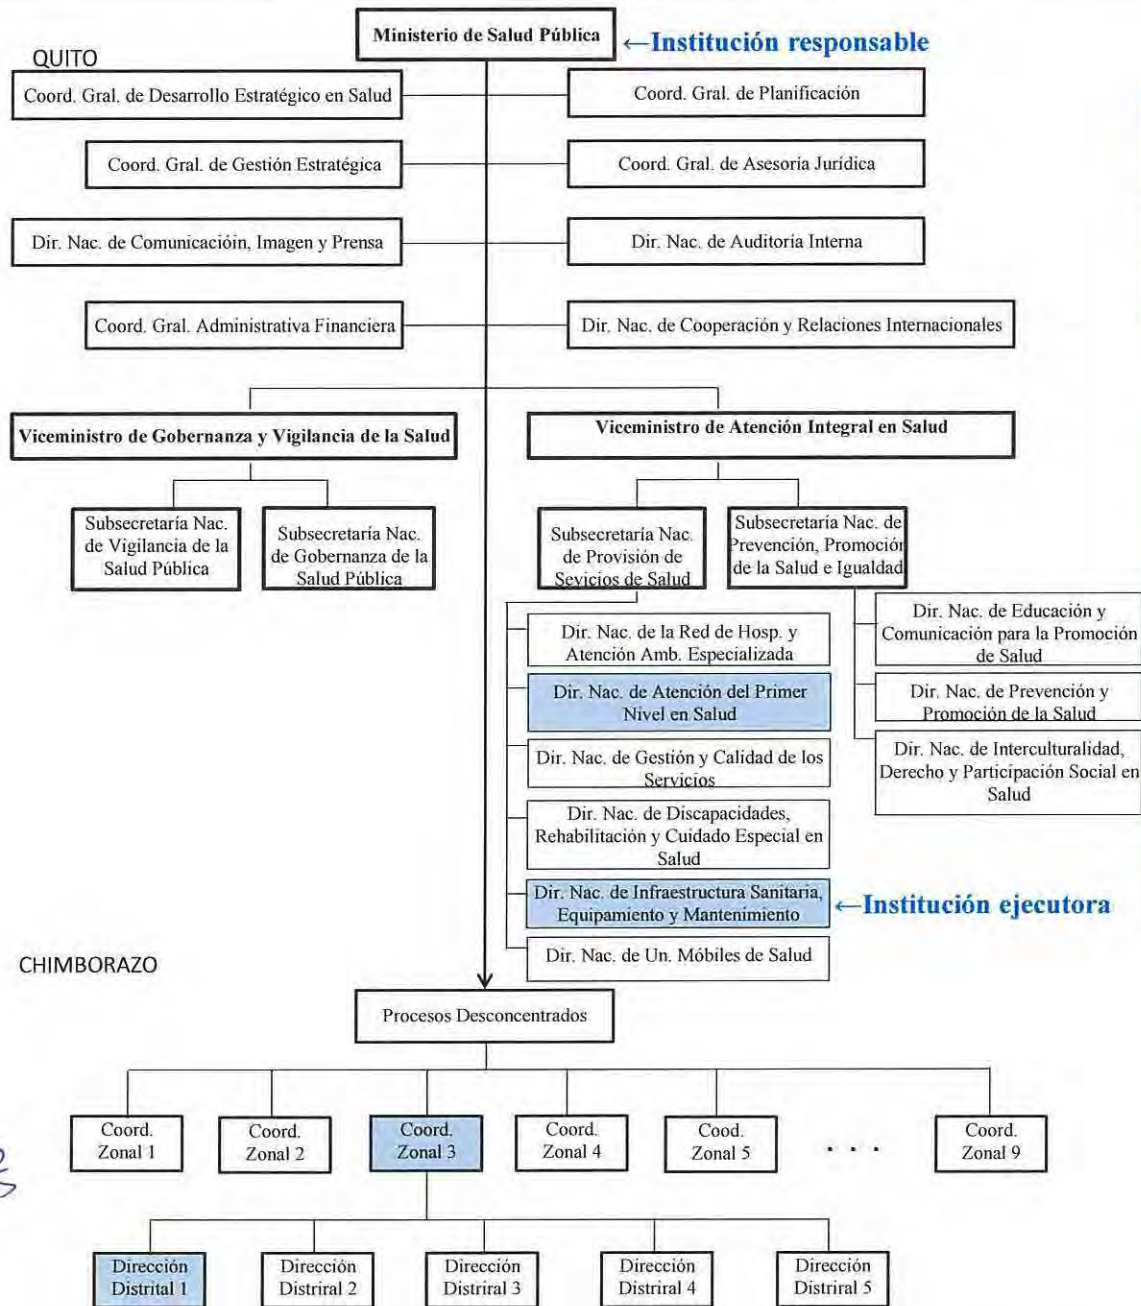 Ministerio de Salud Pública
←Institución responsable
QUITO
Coord. Gral. de Desarrollo Estratégico en Salud
Coord. Gral. de Planificación
Coord. Gral. de Gestión Estratégica
Coord. Gral. de Asesoría Jurídica
Dir. Nac. de Comunicacióin, Imagen y Prensa
Dir. Nac. de Auditoría Interna
Coord. Gral. Administrativa Financiera
Dir. Nac. de Cooperación y Relaciones Internacionales
Viceministro de Gobernanza y Vigilancia de la Salud
Viceministro de Atención Integral en Salud
Subsecretaría Nac.
de Vigilancia de la
Salud Pública
Subsecretaría Nac.
de Gobernanza de la
Salud Pública
Subsecretaría Nac.
de Provisión de
Sevicios de Salud
Subsecretaría Nac. de
Prevención, Promoción
de la Salud e Igualdad
Dir. Nac. de la Red de Hosp. y
Atención Amb. Especializada
Dir. Nac. de Atención del Primer
Nivel en Salud
Dir. Nac. de Gestión y Calidad de los
Servicios
Dir. Nac. de Discapacidades,
Rehabilitación y Cuidado Especial en
Salud
Dir. Nac. de Infraestructura Sanitaria,
Equipamiento y Mantenimiento
←Institución ejecutora
Dir. Nac. de Un. Móbiles de Salud
Dir. Nac. de Educación y
Comunicación para la Promoción
de Salud
Dir. Nac. de Prevención y
Promoción de la Salud
Dir. Nac. de Interculturalidad,
Derecho y Participación Social en
Salud
CHIMBORAZO
Procesos Desconcentrados
Coord.
Zonal 1
Coord.
Zonal 2
Coord.
Zonal 3
Coord.
Zonal 4
Cood.
Zonal 5
. . .
Coord.
Zonal 9
Dirección
Distrital 1
Dirección
Distriral 2
Dirección
Distriral 3
Dirección
Distriral 4
Dirección
Distriral 5